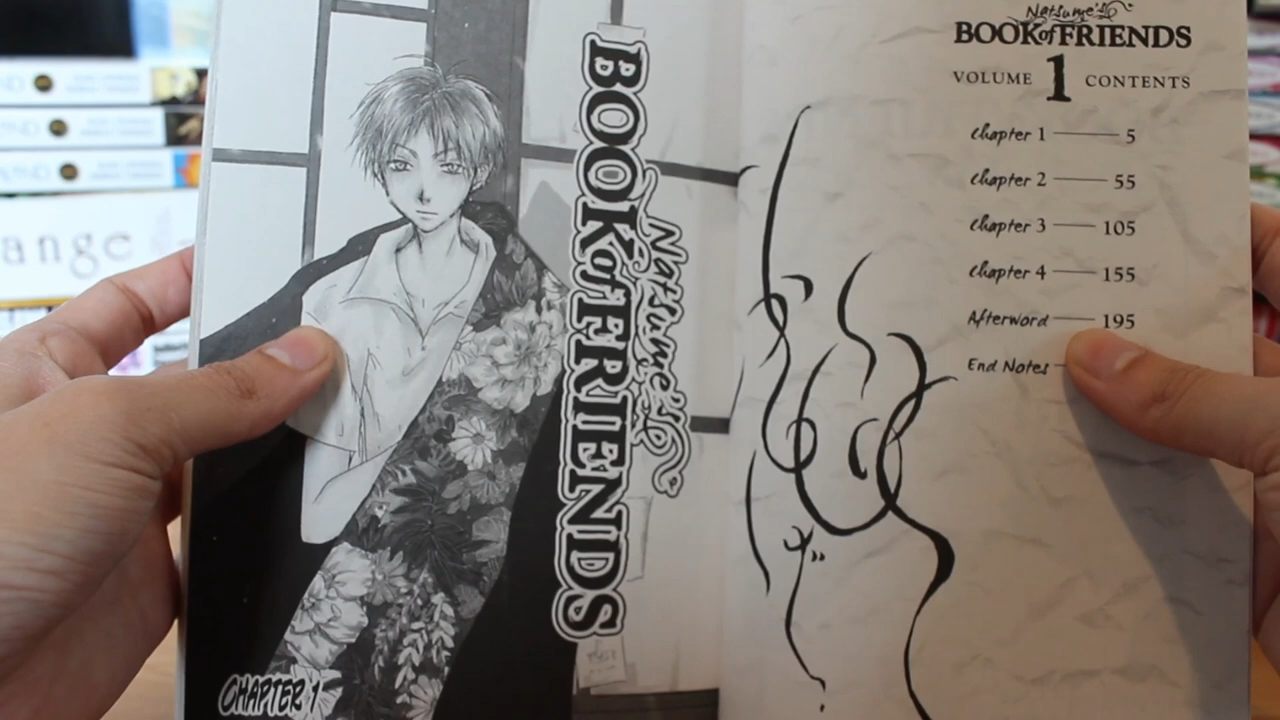 ange
Natsume's
BOOK of FRIENDS
CHAPTER 1
Natsume's
BOOK of FRIENDS
VOLUME 1 CONTENTS
Chapter 1 5
Chapter 2 55
Chapter 3 105
Chapter 4 155
Afterword 195
End Notes